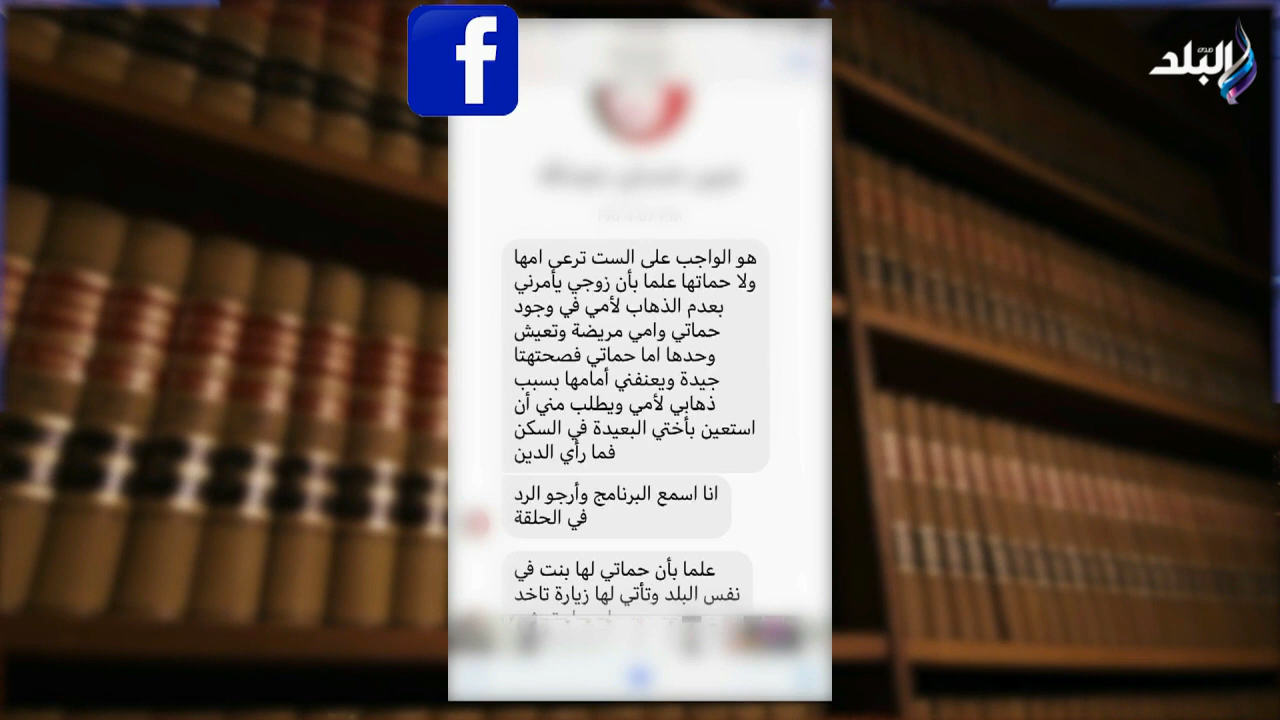 f
صدى
البلد
هو الواجب على الست ترعى امها
ولا حماتها علما بأن زوجي يأمرني
بعدم الذهاب لأمي في وجود
حماتي وامي مريضة وتعيش
وحدها اما حماتي فصحتهتا
جيدة ويعنفني أمامها بسبب
ذهابي لأمي ويطلب مني أن
استعين بأختي البعيدة في السكن
فما رأي الدين
انا اسمع البرنامج وأرجو الرد
في الحلقة
علما بأن حماتي لها بنت في
نفس البلد وتأتي لها زيارة تاخد